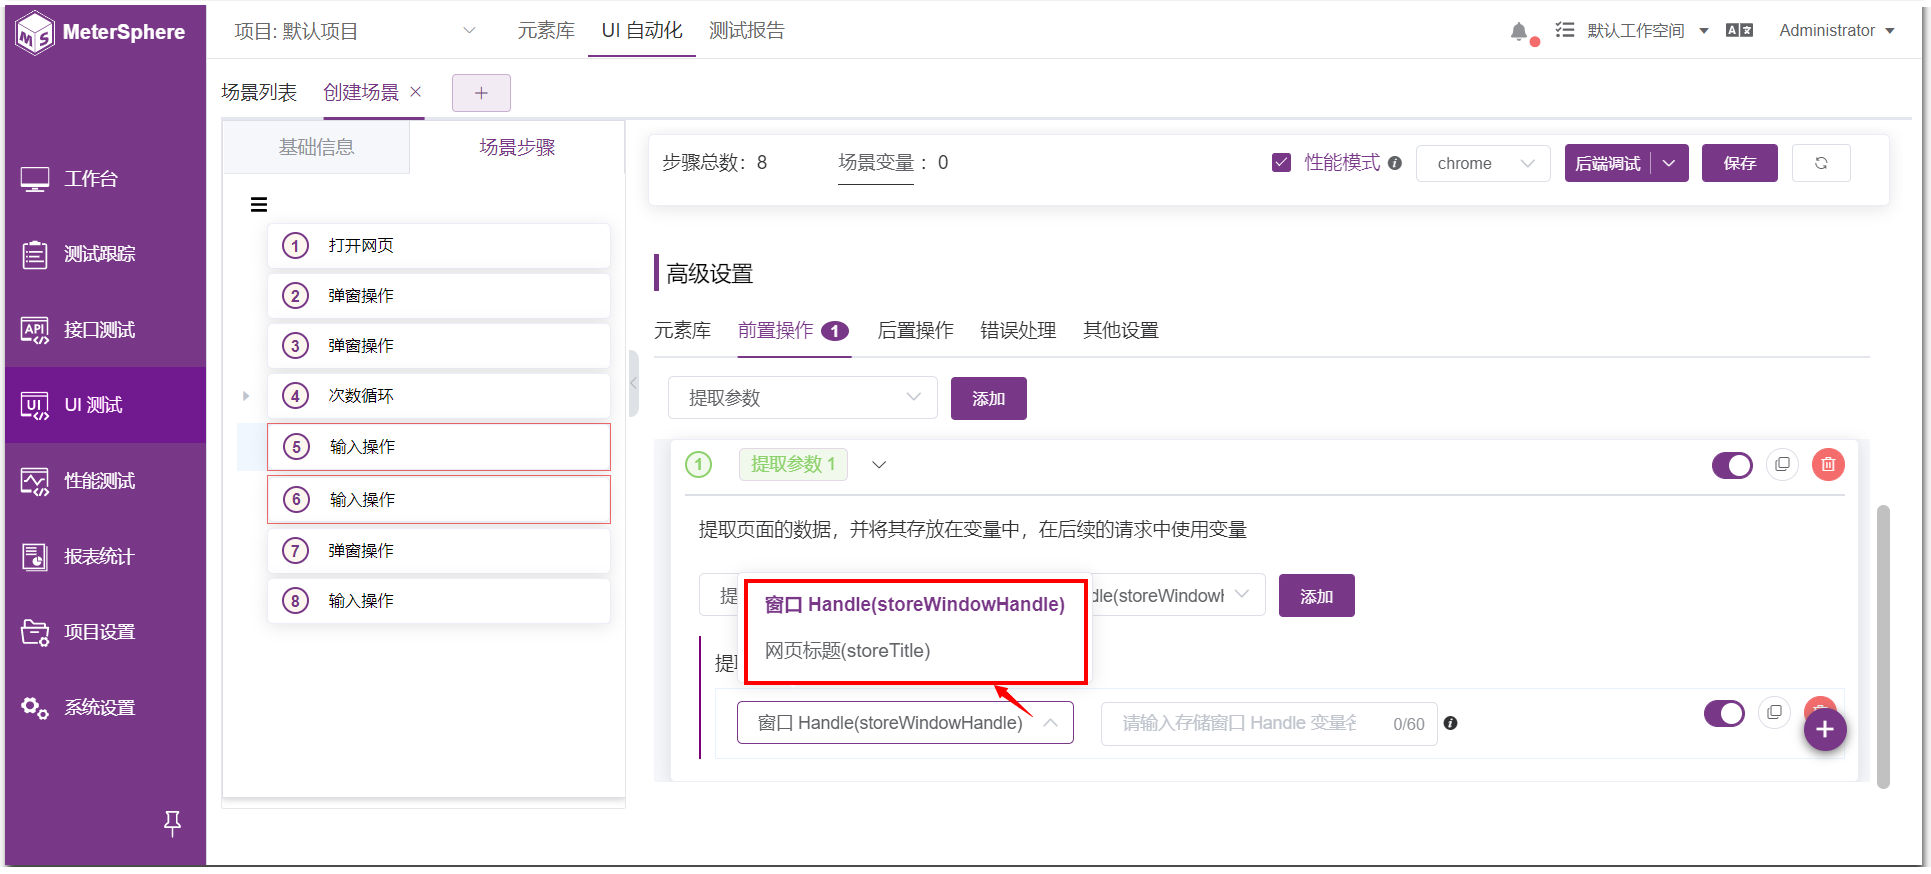 MeterSphere
项目: 默认项目
元素库
UI 自动化
测试报告
默认工作空间
Administrator
场景列表
创建场景
基础信息
场景步骤
工作台
测试跟踪
接口测试
UI 测试
性能测试
报表统计
项目设置
系统设置
1 打开网页
2 弹窗操作
3 弹窗操作
4 次数循环
5 输入操作
6 输入操作
7 弹窗操作
8 输入操作
步骤总数：8
场景变量 ：0
性能模式
chrome
后端调试
保存
高级设置
元素库
前置操作 1
后置操作
错误处理
其他设置
提取参数
添加
1 提取参数 1
提取页面的数据，并将其存放在变量中，在后续的请求中使用变量
提
窗口 Handle(storeWindowHandle)
网页标题(storeTitle)
dle(storeWindowH
添加
提
窗口 Handle(storeWindowHandle)
请输入存储窗口 Handle 变量名
0/60